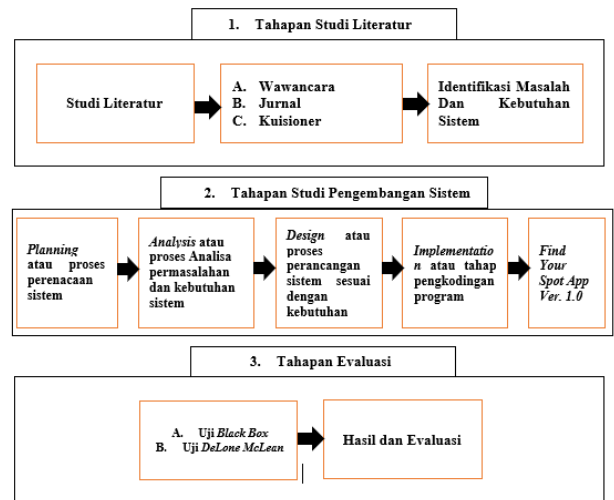 1. Tahapan Studi Literatur
Studi Literatur
A. Wawancara
B. Jurnal
C. Kuisioner
Identifikasi Masalah
Dan Kebutuhan
Sistem
2. Tahapan Studi Pengembangan Sistem
Planning
atau proses
perenacaan
sistem
Analysis atau
proses Analisa
permasalahan
dan kebutuhan
sistem
Design atau
proses
perancangan
sistem sesuai
dengan
kebutuhan
Implementatio
n atau tahap
pengkodingan
program
Find
Your
Spot App
Ver. 1.0
3. Tahapan Evaluasi
A. Uji Black Box
B. Uji DeLone McLean
Hasil dan Evaluasi